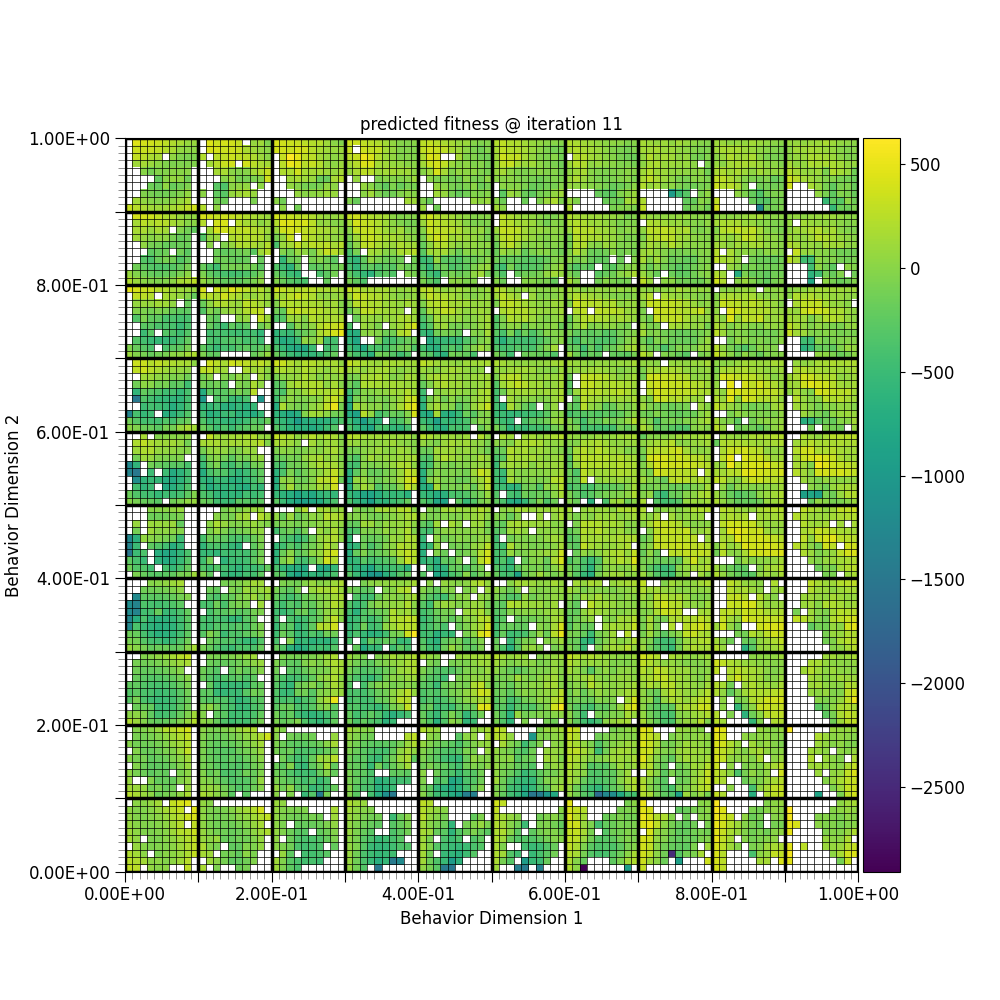 predicted fitness @ iteration 11
1.00E+00
8.00E-01
6.00E-01
4.00E-01
2.00E-01
0.00E+00
Behavior Dimension 2
0.00E+00 2.00E-01 4.00E-01 6.00E-01 8.00E-01 1.00E+00
Behavior Dimension 1
500
0
−500
−1000
−1500
−2000
−2500